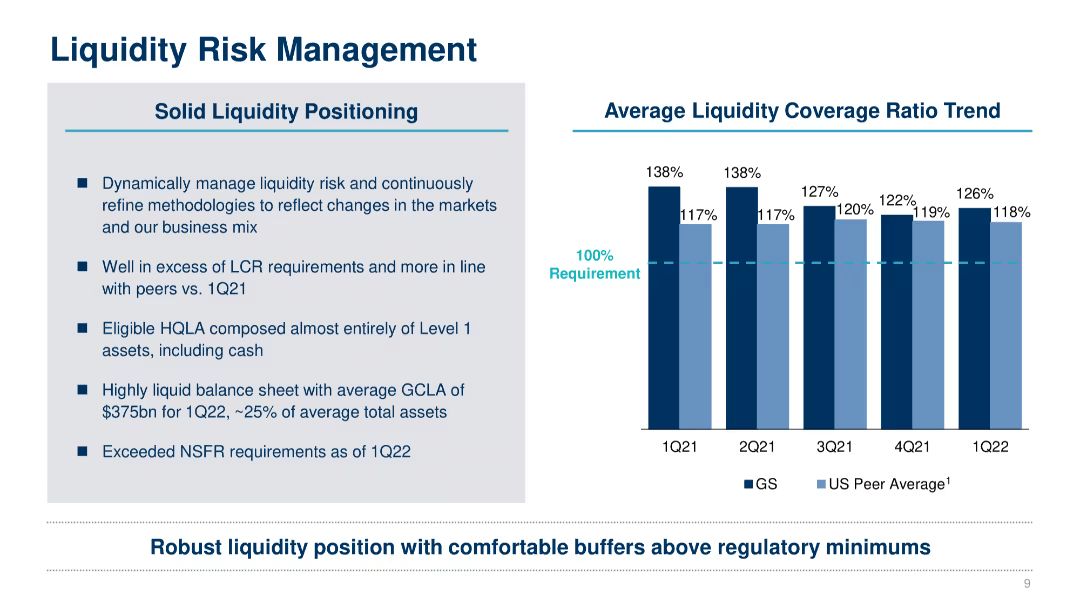 Liquidity Risk Management
Solid Liquidity Positioning
■ Dynamically manage liquidity risk and continuously
refine methodologies to reflect changes in the markets
and our business mix
■ Well in excess of LCR requirements and more in line
with peers vs. 1Q21
■ Eligible HQLA composed almost entirely of Level 1
assets, including cash
■ Highly liquid balance sheet with average GCLA of
$375bn for 1Q22, ~25% of average total assets
■ Exceeded NSFR requirements as of 1Q22
Average Liquidity Coverage Ratio Trend
138% 117% 138% 117% 127% 120% 122% 119% 126% 118%
100%
Requirement
1Q21 2Q21 3Q21 4Q21 1Q22
GS US Peer Average¹
Robust liquidity position with comfortable buffers above regulatory minimums
9